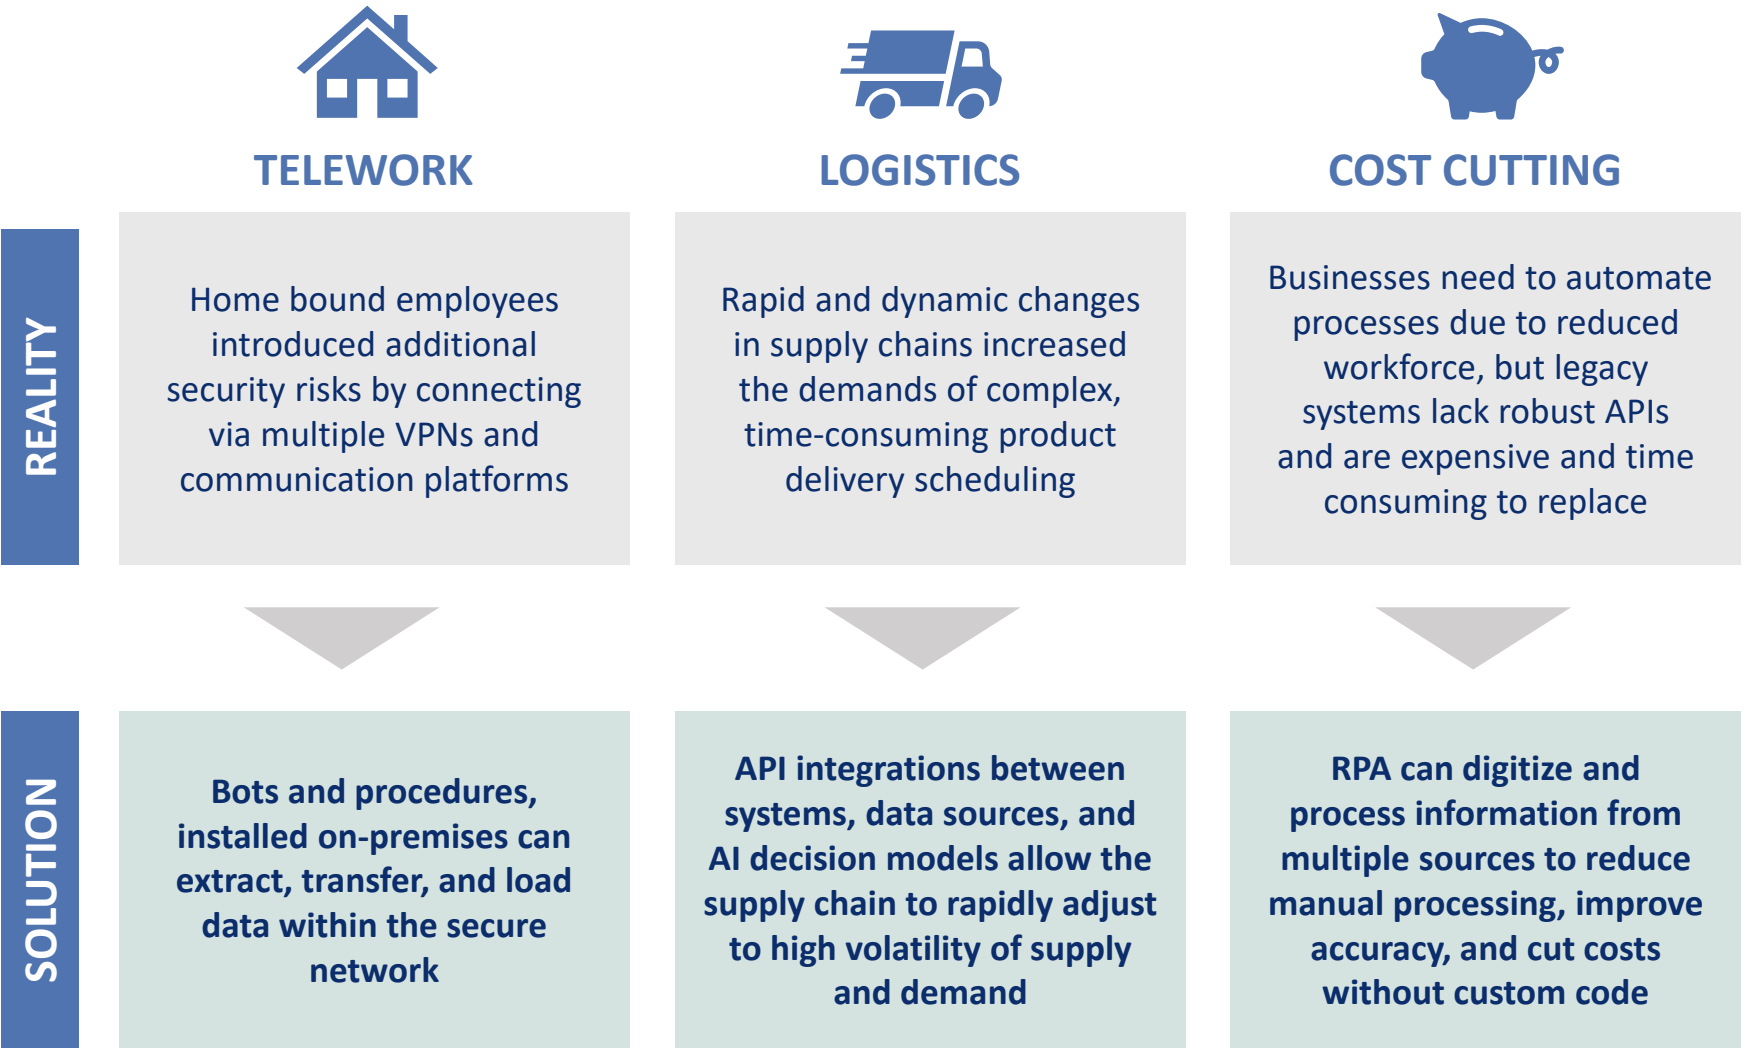 TELEWORK
LOGISTICS
COST CUTTING
REALITY
Home bound employees
introduced additional
security risks by connecting
via multiple VPNs and
communication platforms
Rapid and dynamic changes
in supply chains increased
the demands of complex,
time-consuming product
delivery scheduling
Businesses need to automate
processes due to reduced
workforce, but legacy
systems lack robust APIs
and are expensive and time
consuming to replace
SOLUTION
Bots and procedures,
installed on-premises can
extract, transfer, and load
data within the secure
network
API integrations between
systems, data sources, and
AI decision models allow the
supply chain to rapidly adjust
to high volatility of supply
and demand
RPA can digitize and
process information from
multiple sources to reduce
manual processing, improve
accuracy, and cut costs
without custom code